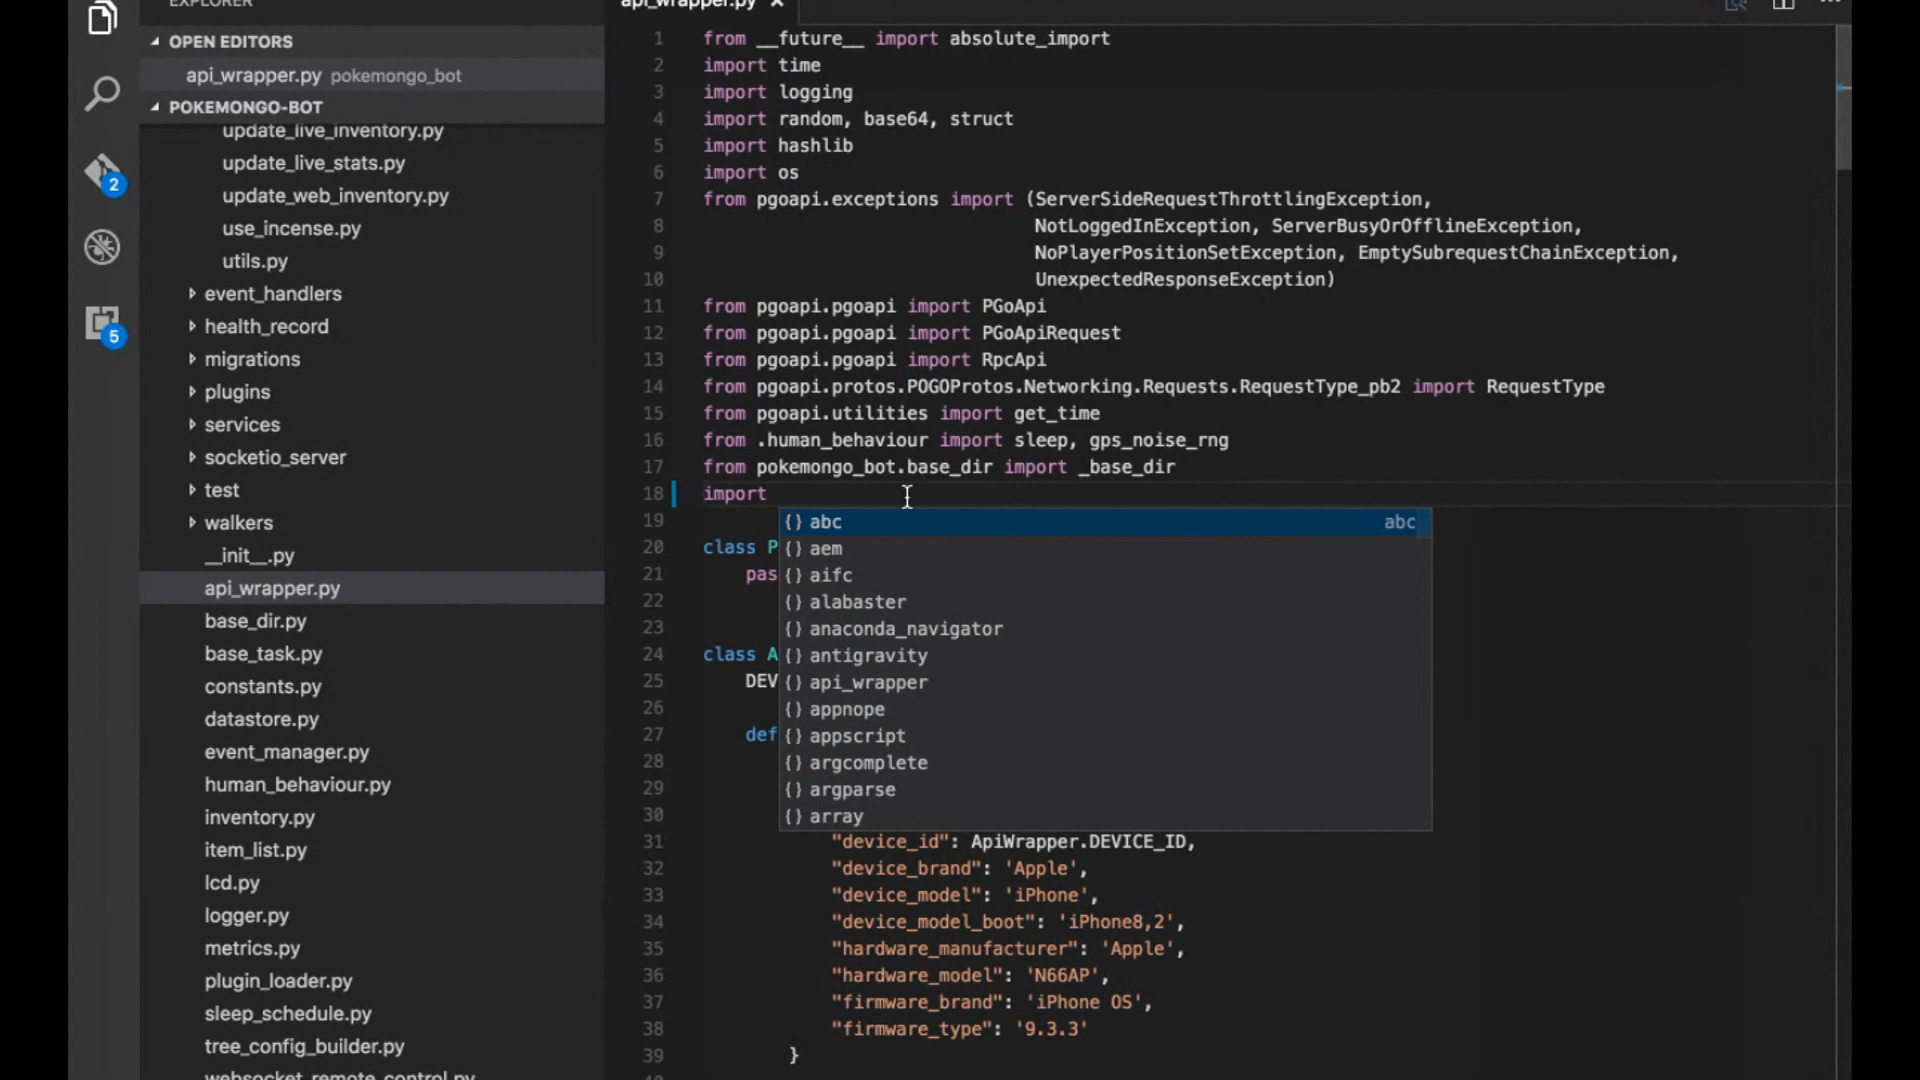 EXPLORER
OPEN EDITORS
api_wrapper.py pokemongo_bot
POKEMONGO-BOT
update_live_inventory.py
update_live_stats.py
update_web_inventory.py
use_incense.py
utils.py
event_handlers
health_record
migrations
plugins
services
socketio_server
test
walkers
__init__.py
api_wrapper.py
base_dir.py
base_task.py
constants.py
datastore.py
event_manager.py
human_behaviour.py
inventory.py
item_list.py
lcd.py
logger.py
metrics.py
plugin_loader.py
sleep_schedule.py
tree_config_builder.py
websocket_remote_control.py
2
5
api_wrapper.py
1 from __future__ import absolute_import
2 import time
3 import logging
4 import random, base64, struct
5 import hashlib
6 import os
7 from pgoapi.exceptions import (ServerSideRequestThrottlingException,
8 NotLoggedInException, ServerBusyOrOfflineException,
9 NoPlayerPositionSetException, EmptySubrequestChainException,
10 UnexpectedResponseException)
11 from pgoapi.pgoapi import PGoApi
12 from pgoapi.pgoapi import PGoApiRequest
13 from pgoapi.pgoapi import RpcApi
14 from pgoapi.protos.POGOProtos.Networking.Requests.RequestType_pb2 import RequestType
15 from pgoapi.utilities import get_time
16 from .human_behaviour import sleep, gps_noise_rng
17 from pokemongo_bot.base_dir import _base_dir
18 import
19
20 class P
21 pas
22
23
24 class A
25 DEV
26
27 def
28
29
30
{} abc abc
{} aem
{} aifc
{} alabaster
{} anaconda_navigator
{} antigravity
{} api_wrapper
{} appnope
{} appscript
{} argcomplete
{} argparse
{} array
31 "device_id": ApiWrapper.DEVICE_ID,
32 "device_brand": 'Apple',
33 "device_model": 'iPhone',
34 "device_model_boot": 'iPhone8,2',
35 "hardware_manufacturer": 'Apple',
36 "hardware_model": 'N66AP',
37 "firmware_brand": 'iPhone OS',
38 "firmware_type": '9.3.3'
39 }